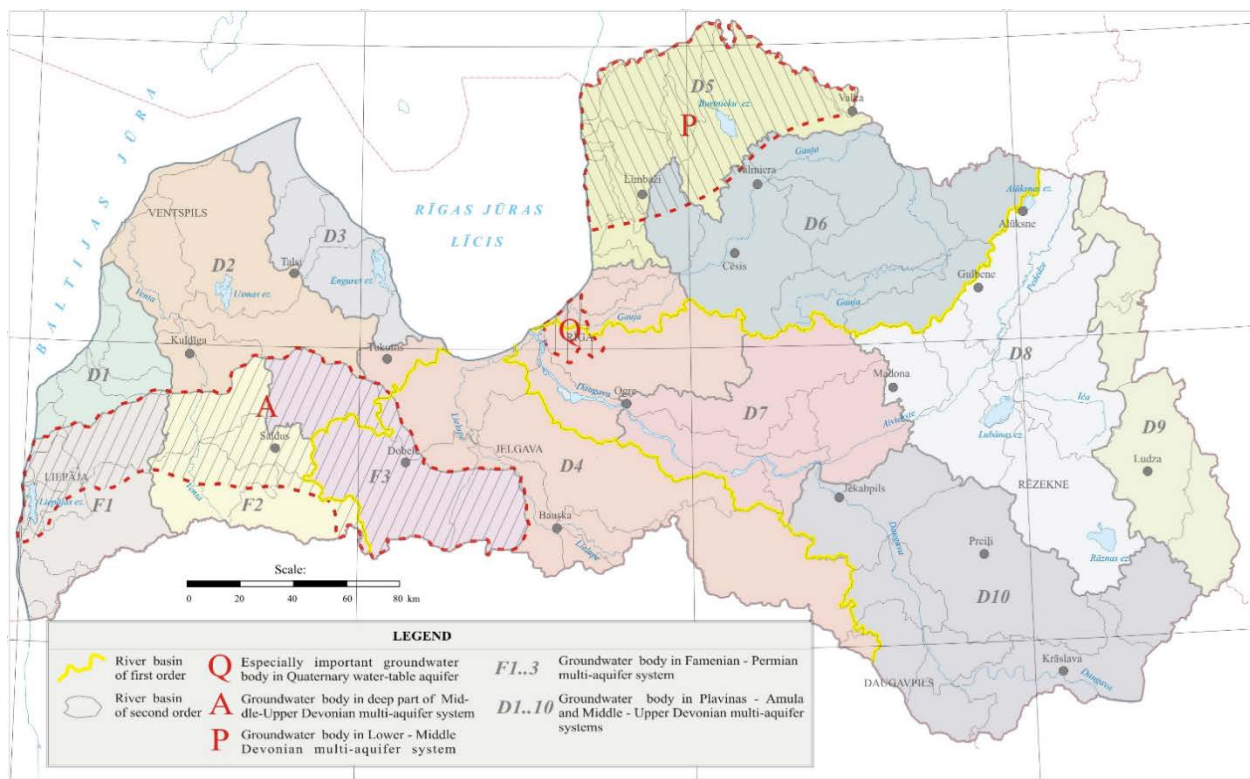 D5
Burtnieku ez.
Valka
P
BALTIJAS JŪRA
Gauja
Limbaži
Valmiera
RĪGAS JŪRAS
LĪCIS
VENTSPILS
D3
D6
Alūksnes ez.
Alūksne
Talsi
Cēsis
D2
Engures ez.
Usmas ez.
Venta
Gulbene
Pededze
Gauja
Gauja
Q
RĪGA
Kuldīga
Tukums
D8
D1
Madona
Daugava
Ogre
Iča
A
D7
Lielupe
Aiviekste
Lubānas ez.
D9
Saldus
JELGAVA
Dobele
D4
Ludza
LIEPĀJA
F3
RĒZEKNE
Liepājas ez.
Venta
F1
F2
Jēkabpils
Bauska
Daugava
Preiļi
Rāznas ez.
Lielupe
Scale:
0 20 40 60 80 km
D10
Krāslava
DAUGAVPILS
Daugava
LEGEND
River basin
of first order
River basin
of second order
Q Especially important groundwater
body in Quaternary water-table aquifer
A Groundwater body in deep part of Mid-
dle-Upper Devonian multi-aquifer system
P Groundwater body in Lower - Middle
Devonian multi-aquifer system
F1..3 Groundwater body in Famenian - Permian
multi-aquifer system
D1..10 Groundwater body in Plavinas - Amula
and Middle - Upper Devonian multi-aquifer
systems